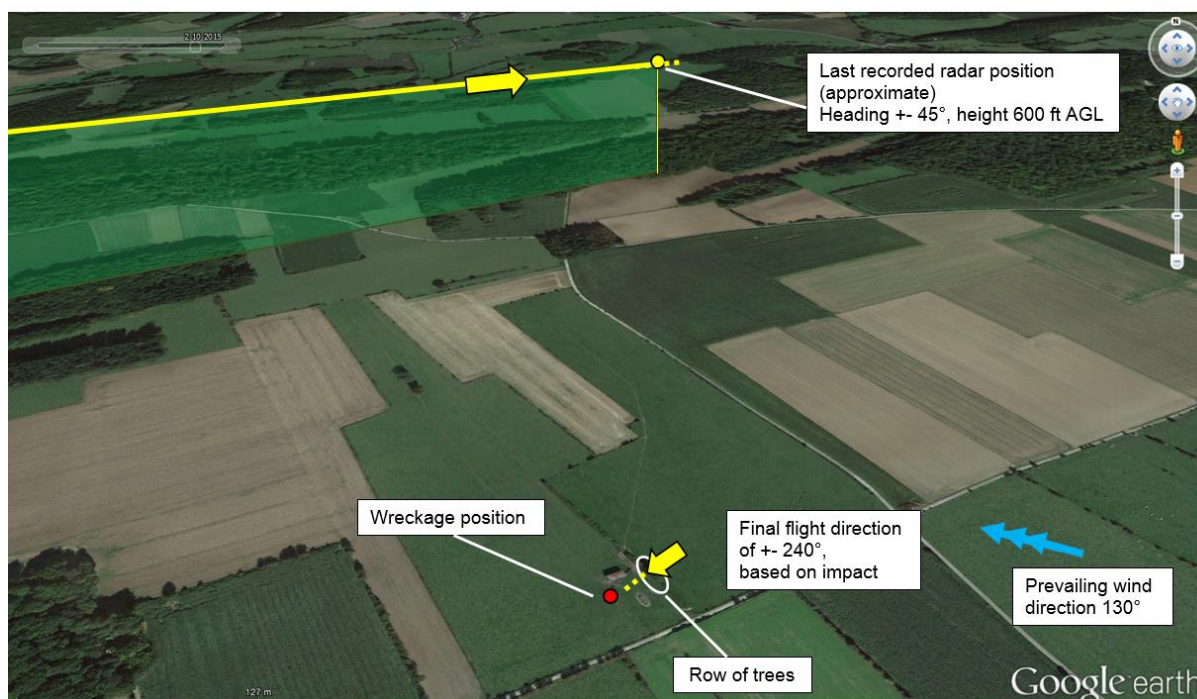 2/10/2015
N
Last recorded radar position
(approximate)
Heading +- 45°, height 600 ft AGL
Wreckage position
Final flight direction
of +- 240°,
based on impact
Prevailing wind
direction 130°
Row of trees
127 m
Google earth